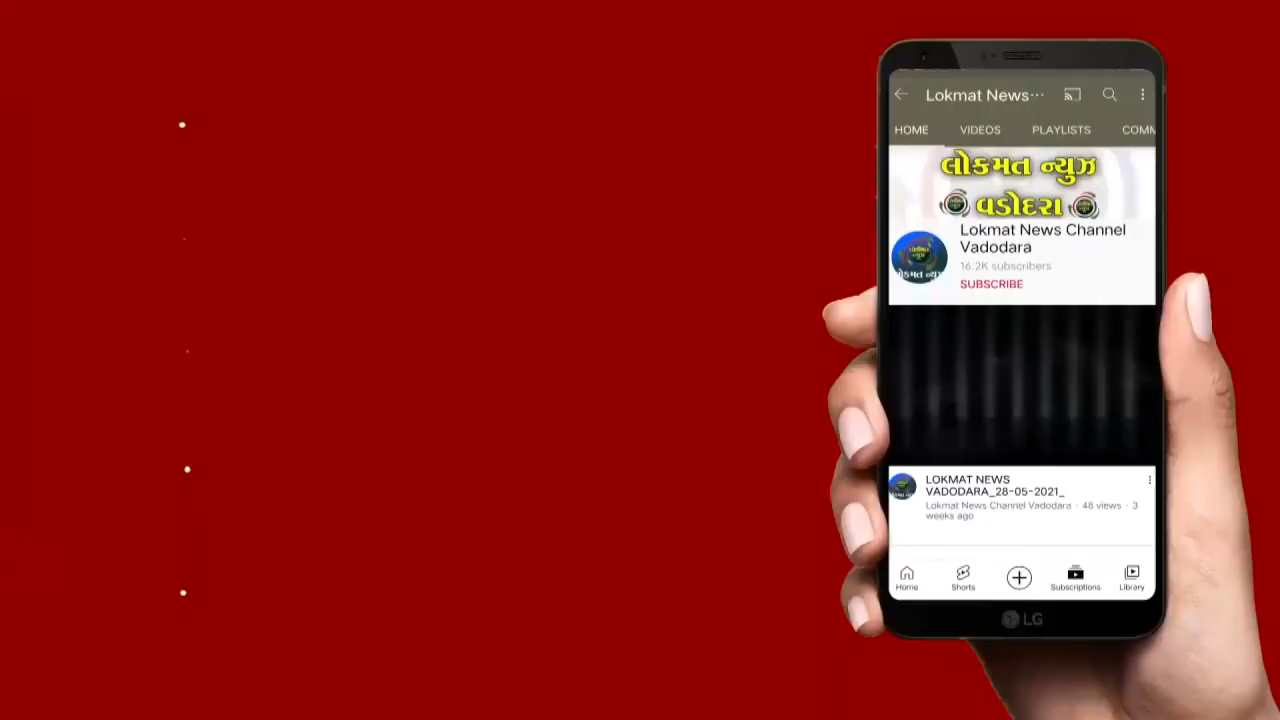 Lokmat News...
HOME VIDEOS PLAYLISTS COMM
લોકમત ન્યુઝ
વડોદરા
Lokmat News Channel
Vadodara
16.2K subscribers
SUBSCRIBE
LOKMAT NEWS
VADODARA_28-05-2021_
Lokmat News Channel Vadodara · 48 views · 3
weeks ago
Home Shorts Subscriptions Library
LG